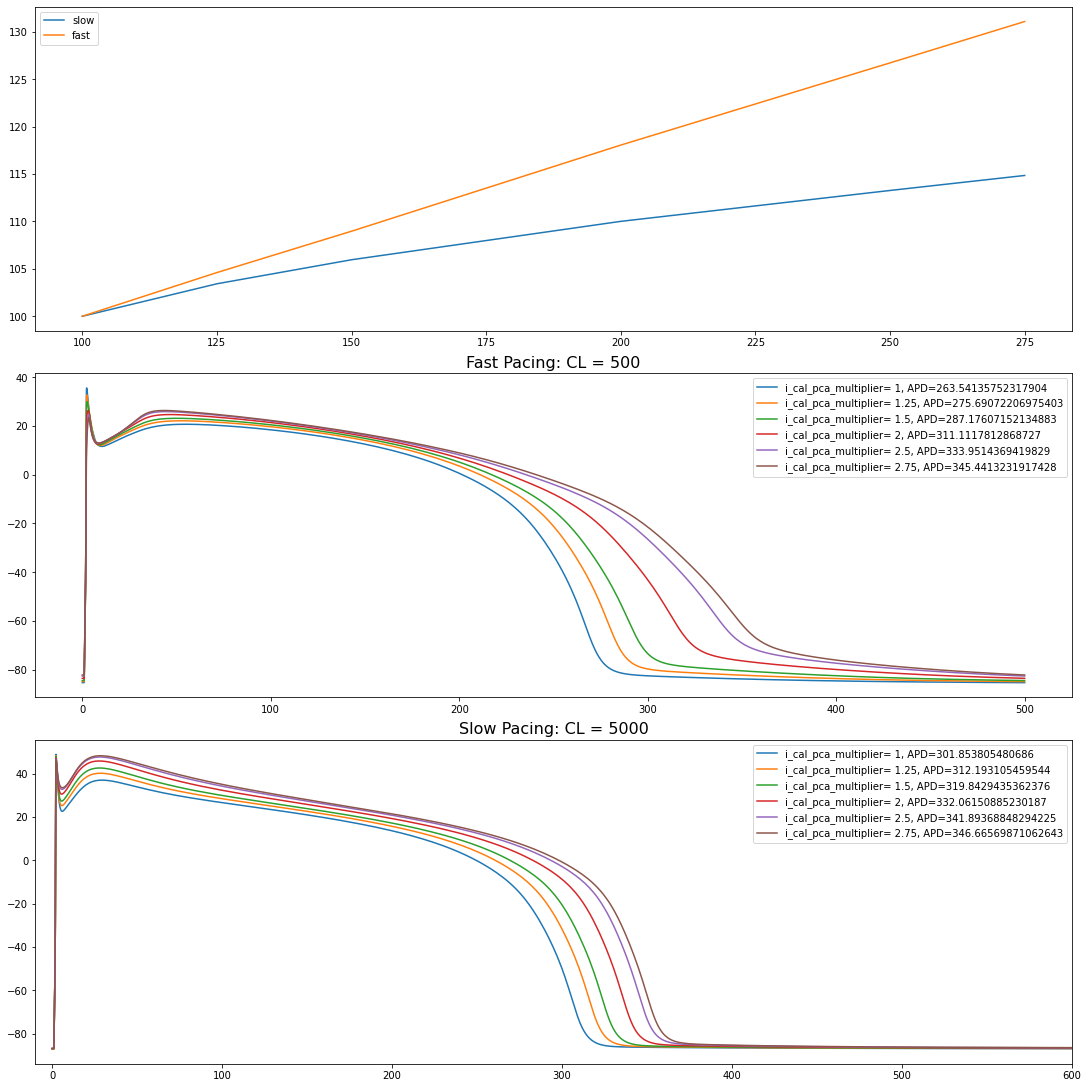 slow
fast
130
125
120
115
110
105
100
100
125
150
175
200
225
250
275
Fast Pacing: CL = 500
i_cal_pca_multiplier= 1, APD=263.54135752317904
i_cal_pca_multiplier= 1.25, APD=275.69072206975403
i_cal_pca_multiplier= 1.5, APD=287.17607152134883
i_cal_pca_multiplier= 2, APD=311.1117812868727
i_cal_pca_multiplier= 2.5, APD=333.9514369419829
i_cal_pca_multiplier= 2.75, APD=345.4413231917428
40
20
0
−20
−40
−60
−80
0
100
200
300
400
500
Slow Pacing: CL = 5000
i_cal_pca_multiplier= 1, APD=301.853805480686
i_cal_pca_multiplier= 1.25, APD=312.193105459544
i_cal_pca_multiplier= 1.5, APD=319.8429435362376
i_cal_pca_multiplier= 2, APD=332.06150885230187
i_cal_pca_multiplier= 2.5, APD=341.89368848294225
i_cal_pca_multiplier= 2.75, APD=346.66569871062643
40
20
0
−20
−40
−60
−80
0
100
200
300
400
500
600